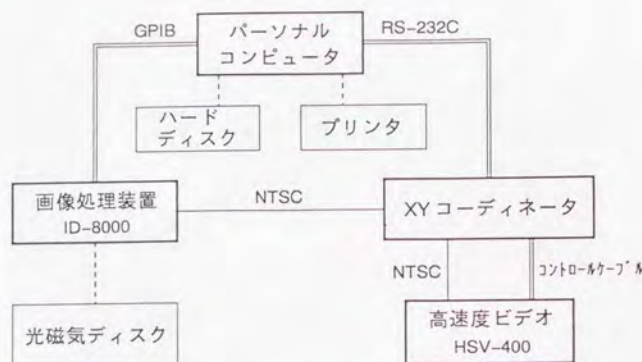 GPIB
パーソナル
コンピュータ
RS-232C
ハード
ディスク
プリンタ
画像処理装置
ID-8000
NTSC
XYコーディネータ
NTSC
コントロールケーブル
光磁気ディスク
高速度ビデオ
HSV-400